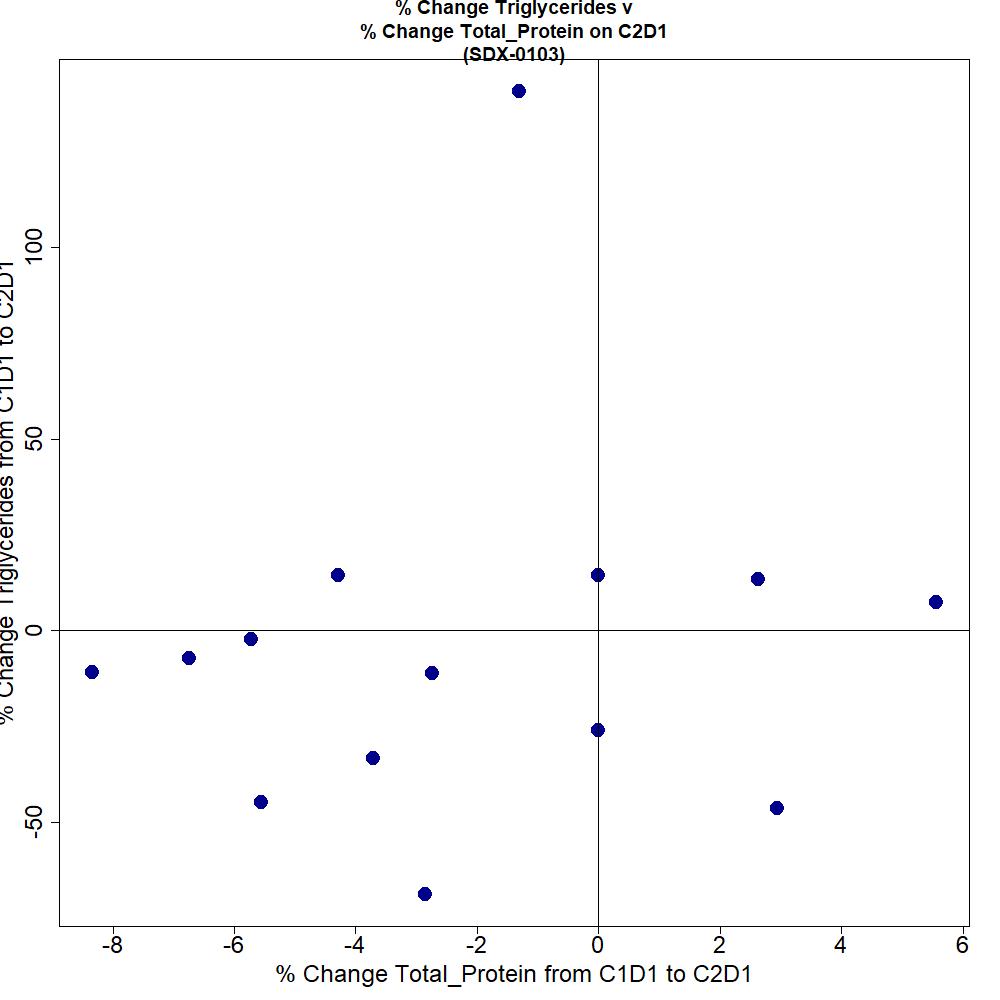 % Change Triglycerides v
% Change Total_Protein on C2D1
(SDX-0103)
% Change Triglycerides from C1D1 to C2D1
100
50
0
-50
-8
-6
-4
-2
0
2
4
6
% Change Total_Protein from C1D1 to C2D1